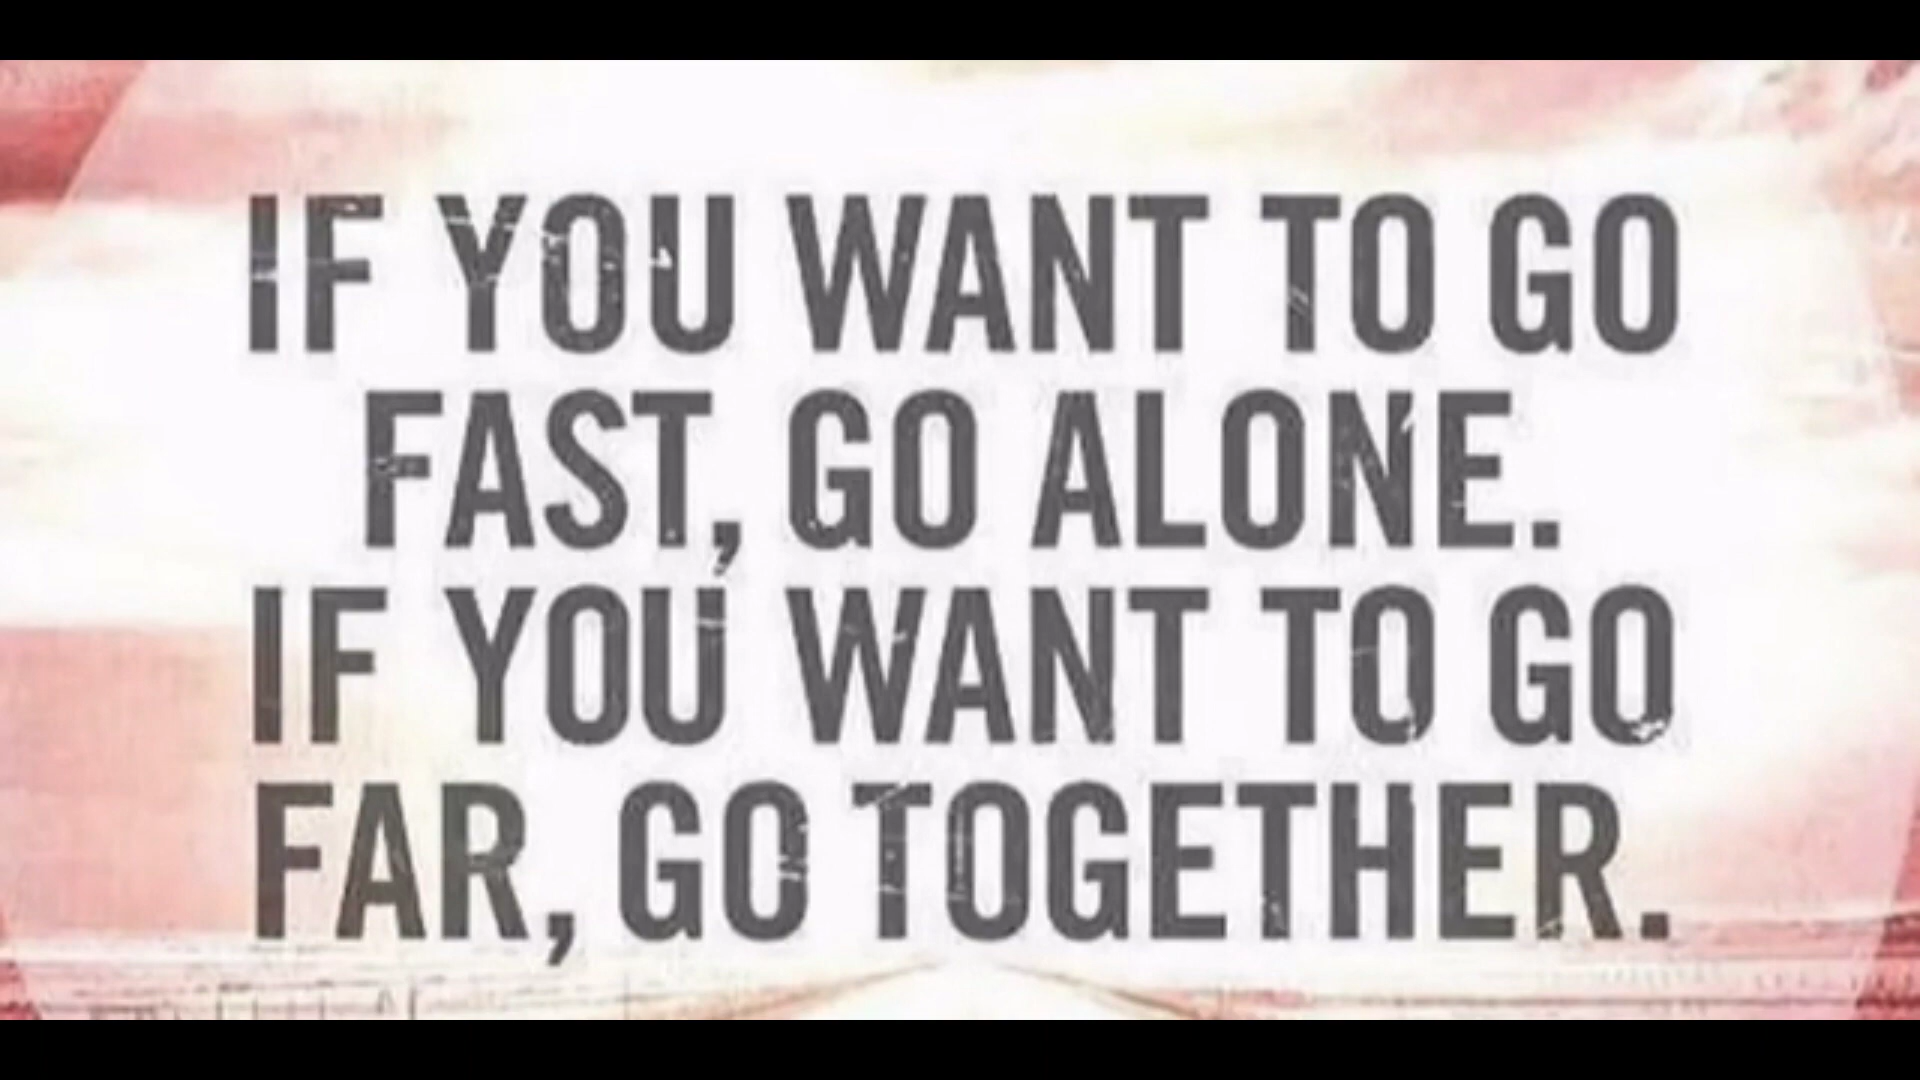 IF YOU WANT TO GO
FAST, GO ALONE.
IF YOU WANT TO GO
FAR, GO TOGETHER.